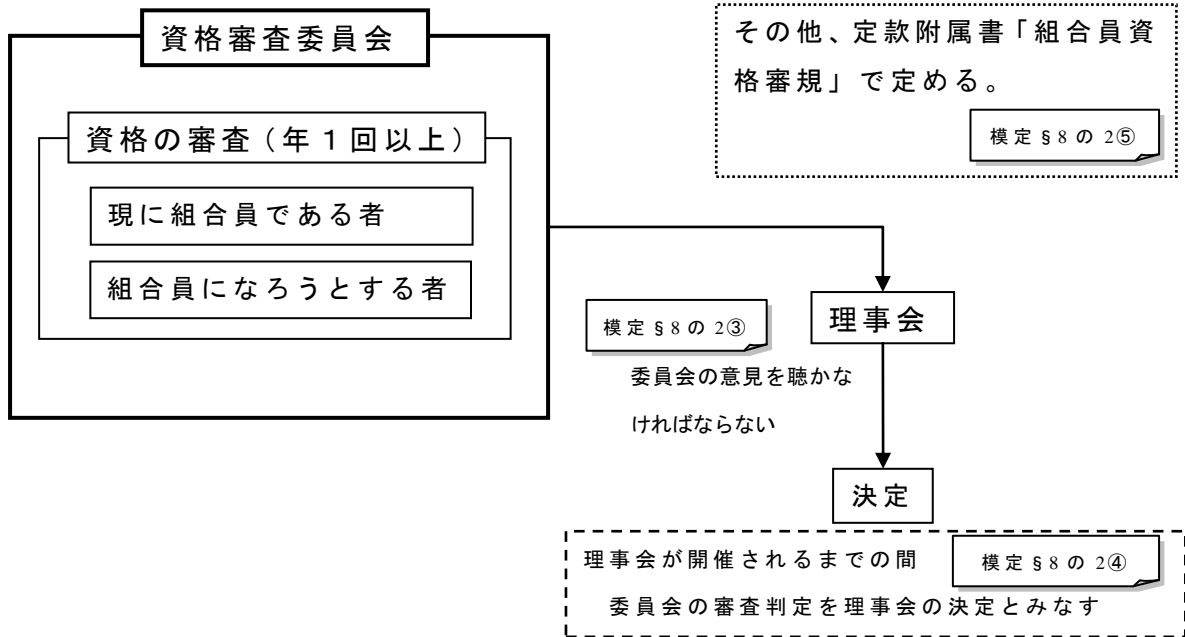 資格審査委員会
資格の審査（年１回以上）
現に組合員である者
組合員になろうとする者
その他、定款附属書「組合員資
格審規」で定める。
模定§8の2⑤
模定§8の2③
委員会の意見を聴かな
ければならない
理事会
決定
理事会が開催されるまでの間
模定§8の2④
委員会の審査判定を理事会の決定とみなす